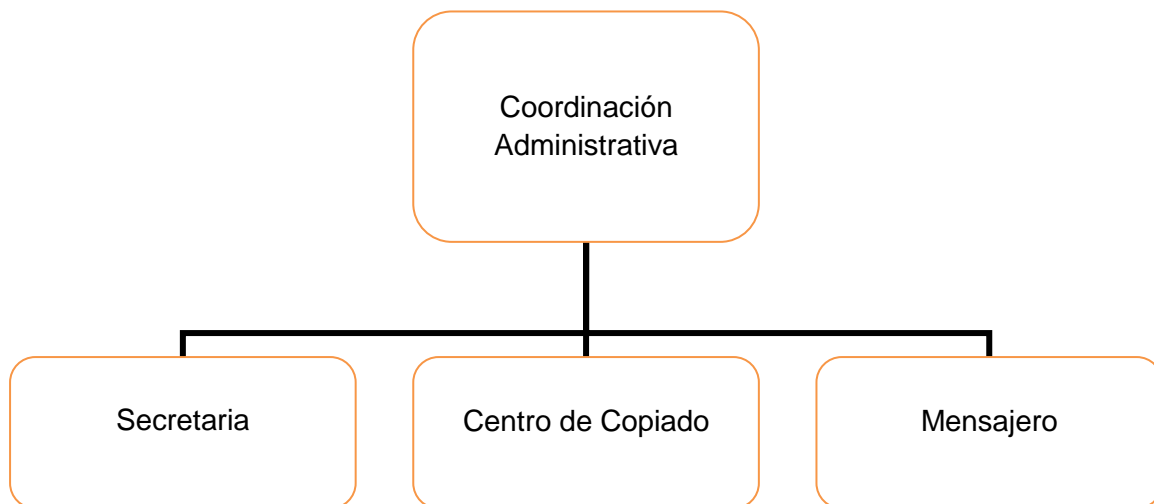 Coordinación
Administrativa
Secretaria
Centro de Copiado
Mensajero